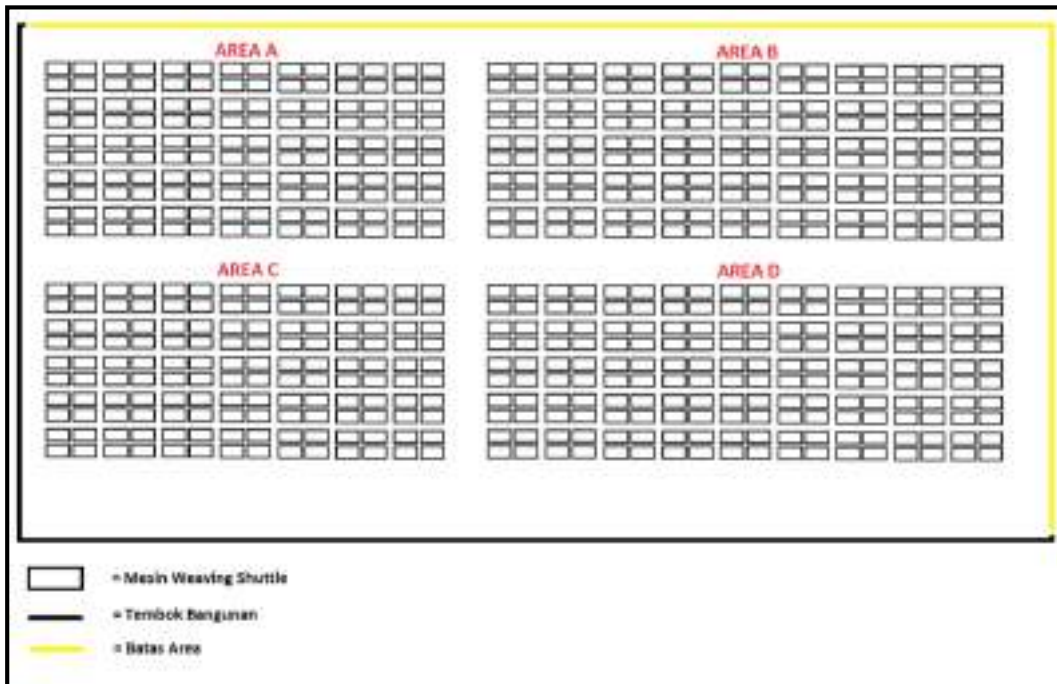 AREA A
AREA B
AREA C
AREA D
= Mesin Weaving Shuttle
= Tembok Bangunan
= Batas Area